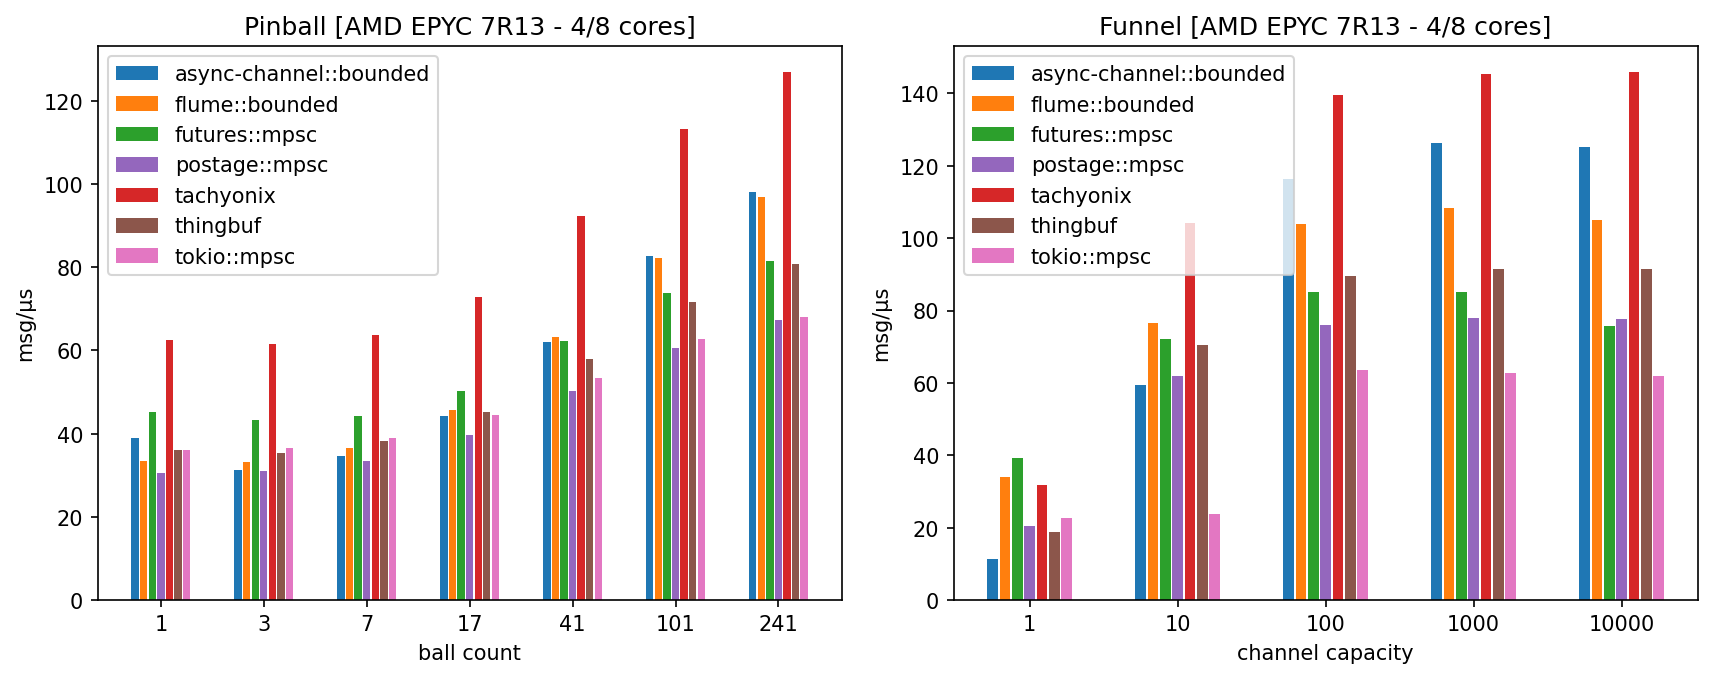 Pinball [AMD EPYC 7R13 - 4/8 cores]
async-channel::bounded
flume::bounded
futures::mpsc
postage::mpsc
tachyonix
thingbuf
tokio::mpsc
120
100
80
60
40
20
0
msg/µs
1 3 7 17 41 101 241
ball count
Funnel [AMD EPYC 7R13 - 4/8 cores]
async-channel::bounded
flume::bounded
futures::mpsc
postage::mpsc
tachyonix
thingbuf
tokio::mpsc
140
120
100
80
60
40
20
0
msg/µs
1 10 100 1000 10000
channel capacity